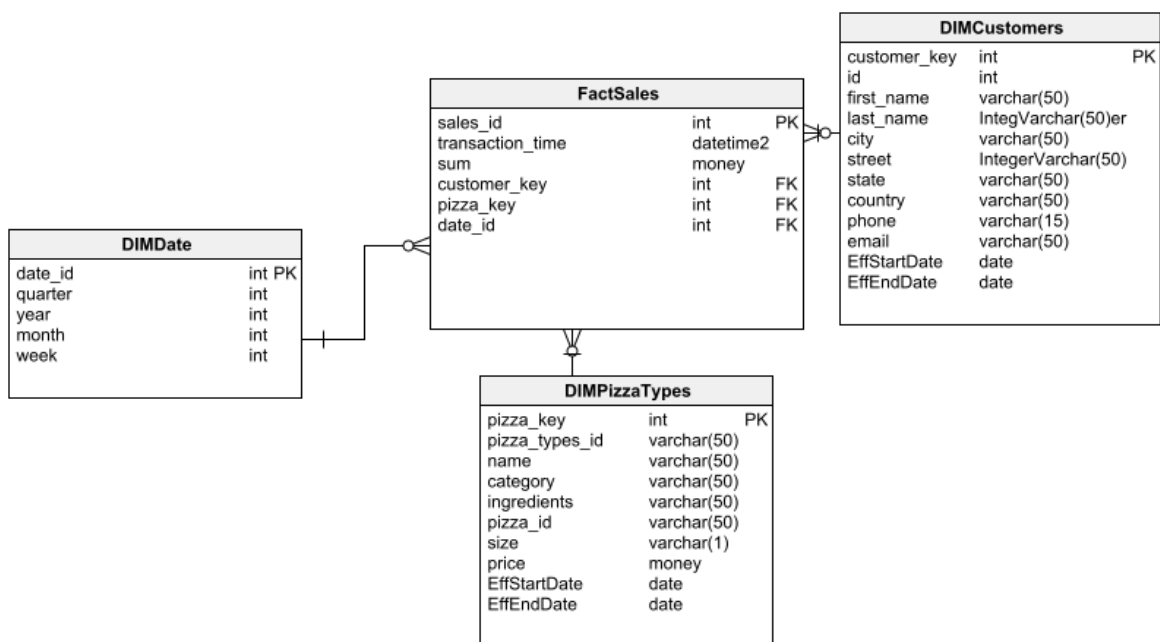 DIMCustomers
customer_key int PK
id int
first_name varchar(50)
last_name IntegVarchar(50)er
city varchar(50)
street IntegerVarchar(50)
state varchar(50)
country varchar(50)
phone varchar(15)
email varchar(50)
EffStartDate date
EffEndDate date
FactSales
sales_id int PK
transaction_time datetime2
sum money
customer_key int FK
pizza_key int FK
date_id int FK
DIMDate
date_id int PK
quarter int
year int
month int
week int
DIMPizzaTypes
pizza_key int PK
pizza_types_id varchar(50)
name varchar(50)
category varchar(50)
ingredients varchar(50)
pizza_id varchar(50)
size varchar(1)
price money
EffStartDate date
EffEndDate date